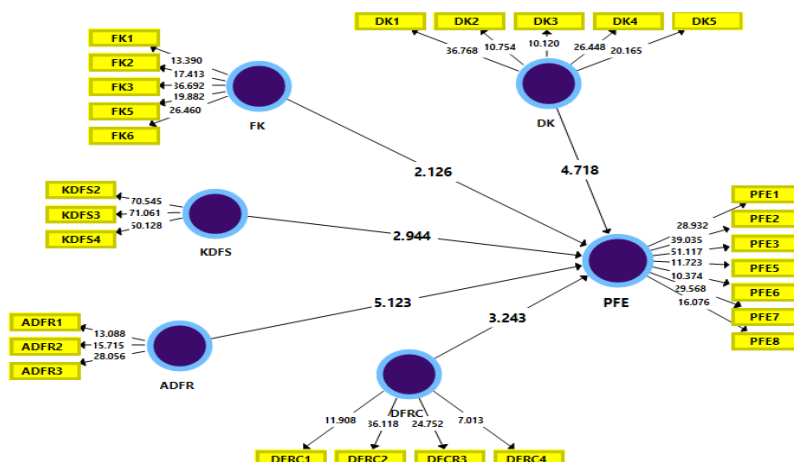 DK1
DK2
DK3
DK4
DK5
36.768
10.754
10.120
26.448
20.165
DK
FK1
FK2
FK3
FK5
FK6
13.390
17.413
36.692
19.882
26.460
FK
2.126
4.718
KDFS2
KDFS3
KDFS4
70.545
71.061
50.128
KDFS
2.944
PFE1
PFE2
PFE3
PFE5
PFE6
PFE7
PFE8
28.932
39.035
51.117
11.723
10.374
29.568
16.076
PFE
5.123
3.243
ADFR1
ADFR2
ADFR3
13.088
15.715
28.056
ADFR
DFRC
11.908
36.118
24.752
7.013
DFRC1
DFRC2
DFCR3
DFRC4